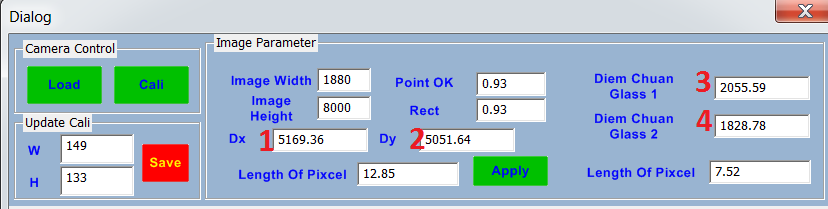 Dialog
X
Camera Control
Load Cali
Update Cali
W 149
H 133
Save
Image Parameter
Image Width 1880
Image
Height 8000
Dx 1 5169.36
Point OK 0.93
Rect 0.93
Dy 2 5051.64
Length Of Pixcel 12.85
Apply
Diem Chuan
Glass 1 3 2055.59
Diem Chuan
Glass 2 4 1828.78
Length Of Pixcel 7.52